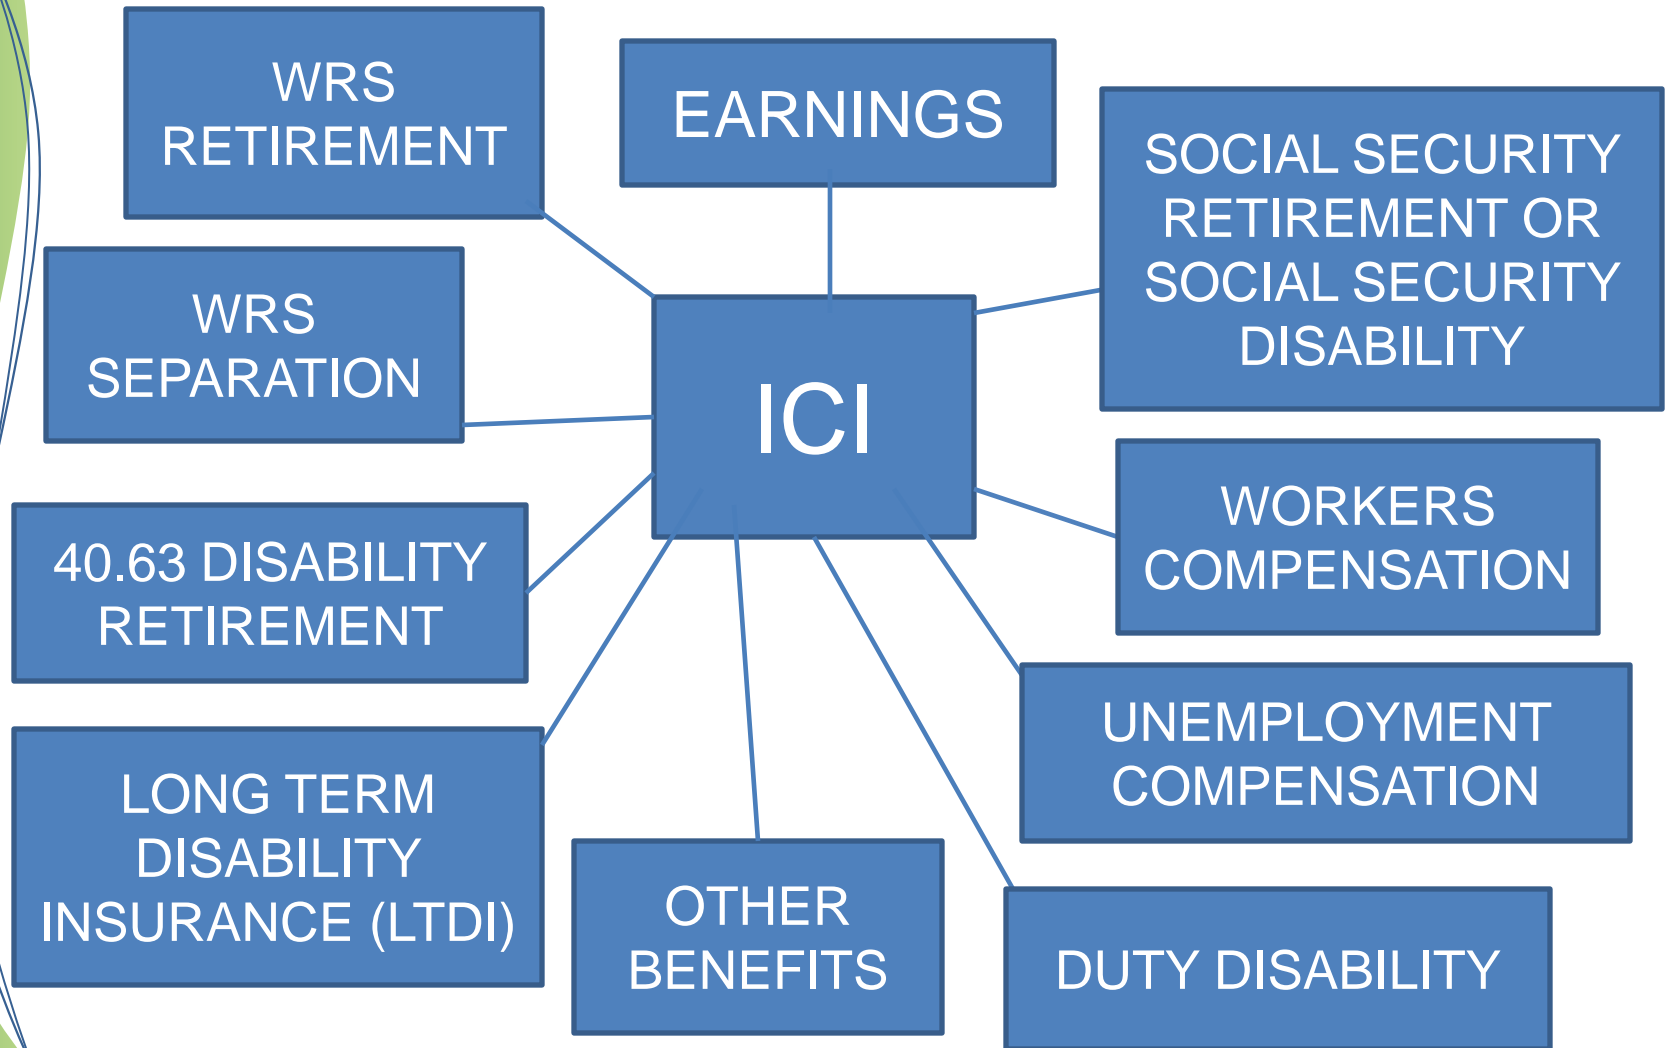 WRS
RETIREMENT
EARNINGS
SOCIAL SECURITY
RETIREMENT OR
SOCIAL SECURITY
DISABILITY
WRS
SEPARATION
ICI
WORKERS
COMPENSATION
40.63 DISABILITY
RETIREMENT
UNEMPLOYMENT
COMPENSATION
LONG TERM
DISABILITY
INSURANCE (LTDI)
OTHER
BENEFITS
DUTY DISABILITY